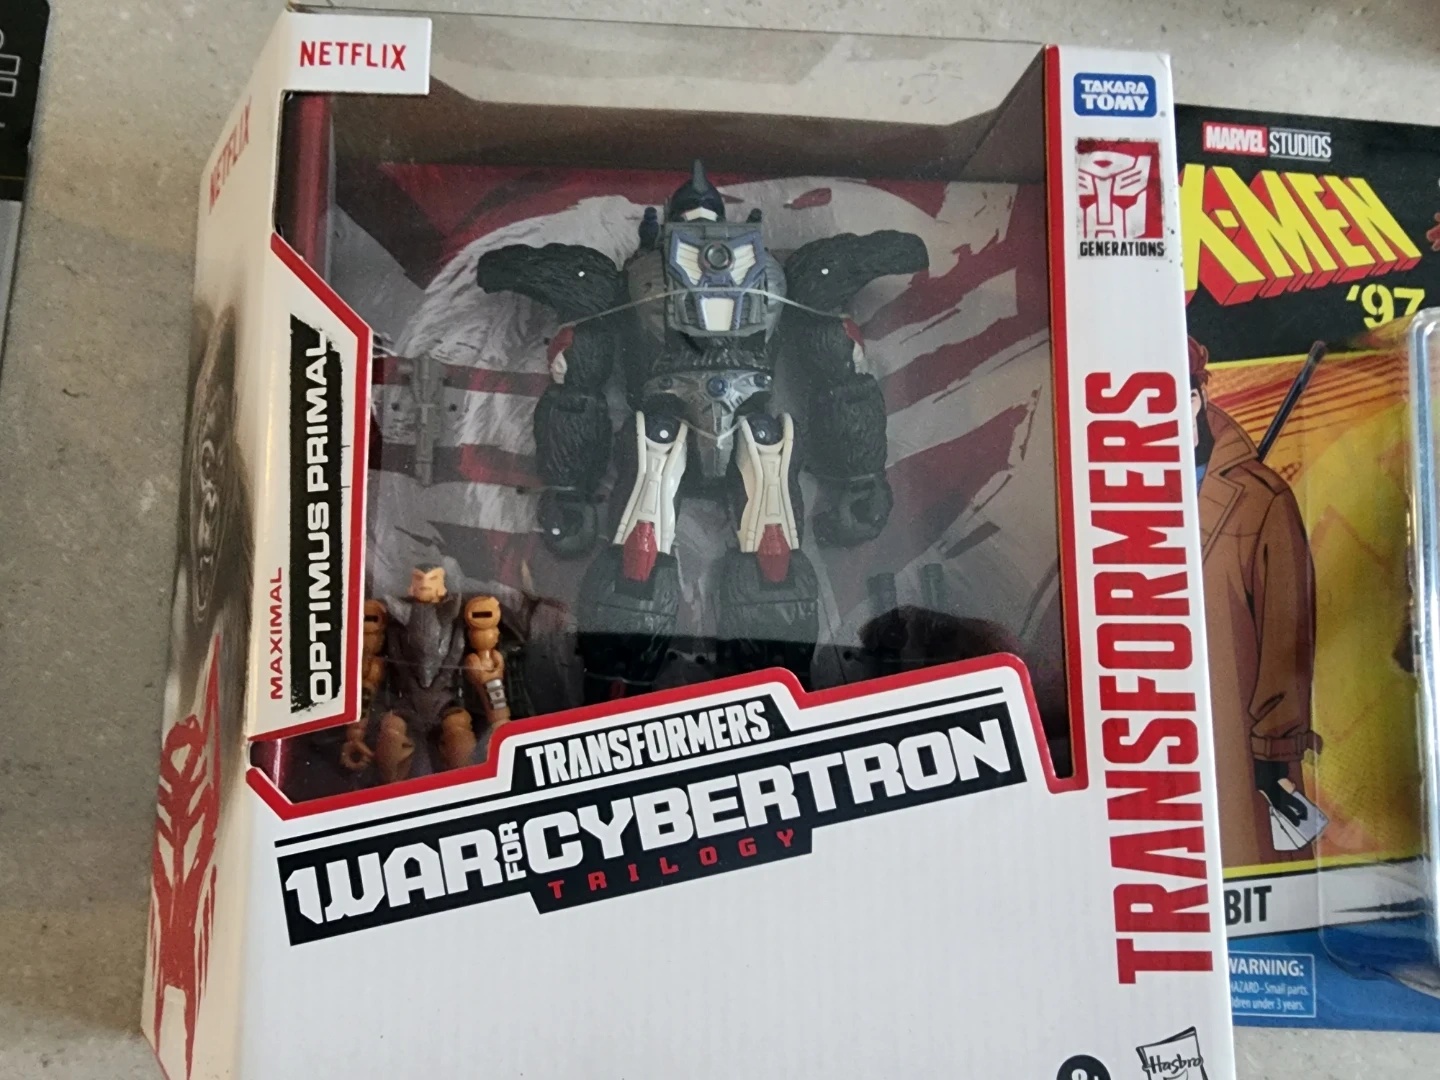 NETFLIX
NETFLIX
TAKARA
TOMY
GENERATIONS
MAXIMAL
OPTIMUS PRIMAL
TRANSFORMERS
WAR FOR CYBERTRON
TRILOGY
TRANSFORMERS
Hasbro
MARVEL STUDIOS
X-MEN
'97
BIT
WARNING:
HAZARD-Small parts.
under 3 years.